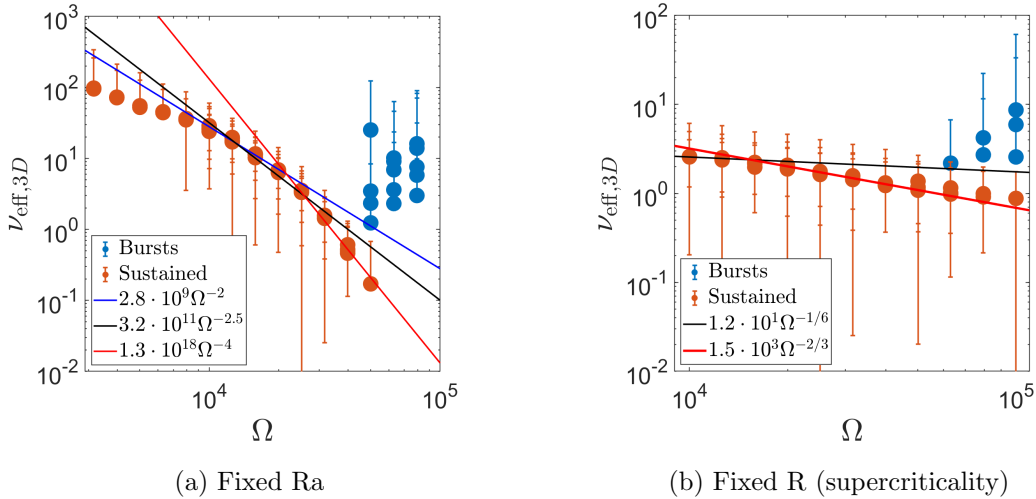 10^3
10^2
10^1
10^0
10^-1
10^-2
ν_eff,3D
Bursts
Sustained
2.8 · 10^9Ω^-2
3.2 · 10^11Ω^-2.5
1.3 · 10^18Ω^-4
10^4
10^5
Ω
(a) Fixed Ra
10^2
10^1
10^0
10^-1
10^-2
ν_eff,3D
Bursts
Sustained
1.2 · 10^1Ω^-1/6
1.5 · 10^3Ω^-2/3
10^4
10^5
Ω
(b) Fixed R (supercriticality)